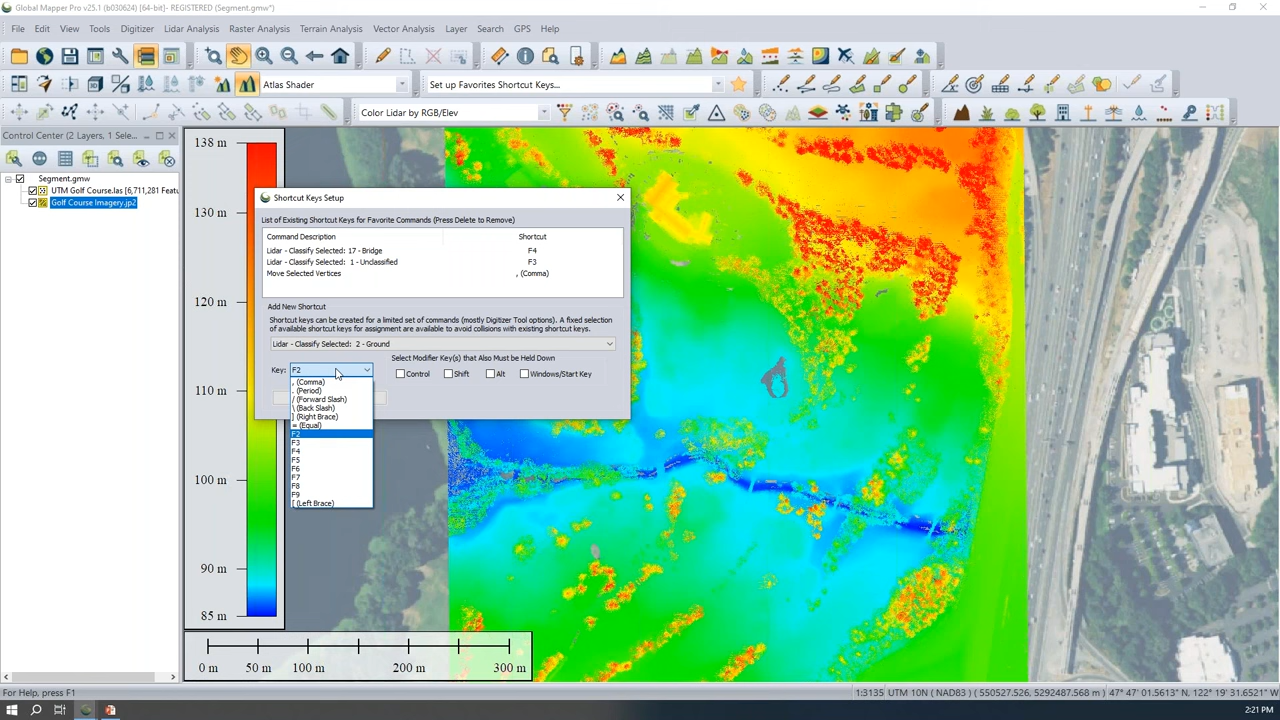 Global Mapper Pro v25.1 (b030624) [64-bit] - REGISTERED (Segment.gmw*)
File Edit View Tools Digitizer Lidar Analysis Raster Analysis Terrain Analysis Vector Analysis Layer Search GPS Help
Atlas Shader
Set up Favorites Shortcut Keys...
Color Lidar by RGB/Elev
Control Center (2 Layers, 1 Sele...
Segment.gmw
UTM Golf Course.las [6,711,281 Featu
Golf Course Imagery.jp2
138 m
130 m
120 m
110 m
100 m
90 m
85 m
0 m 50 m 100 m 200 m 300 m
Shortcut Keys Setup
List of Existing Shortcut Keys for Favorite Commands (Press Delete to Remove)
Command Description Shortcut
Lidar - Classify Selected: 17 - Bridge F4
Lidar - Classify Selected: 1 - Unclassified F3
Move Selected Vertices , (Comma)
Add New Shortcut
Shortcut keys can be created for a limited set of commands (mostly Digitizer Tool options). A fixed selection
of available shortcut keys for assignment are available to avoid collisions with existing shortcut keys.
Lidar - Classify Selected: 2 - Ground
Select Modifier Key(s) that Also Must be Held Down
Key: F2
Control Shift Alt Windows/Start Key
, (Comma)
. (Period)
/ (Forward Slash)
\ (Back Slash)
] (Right Brace)
= (Equal)
F2
F3
F4
F5
F6
F7
F8
F9
[ (Left Brace)
For Help, press F1
1:3135 UTM 10N ( NAD83 ) ( 550527.526, 5292487.568 m ) 47° 47' 01.5613" N, 122° 19' 31.6521" W
2:21 PM